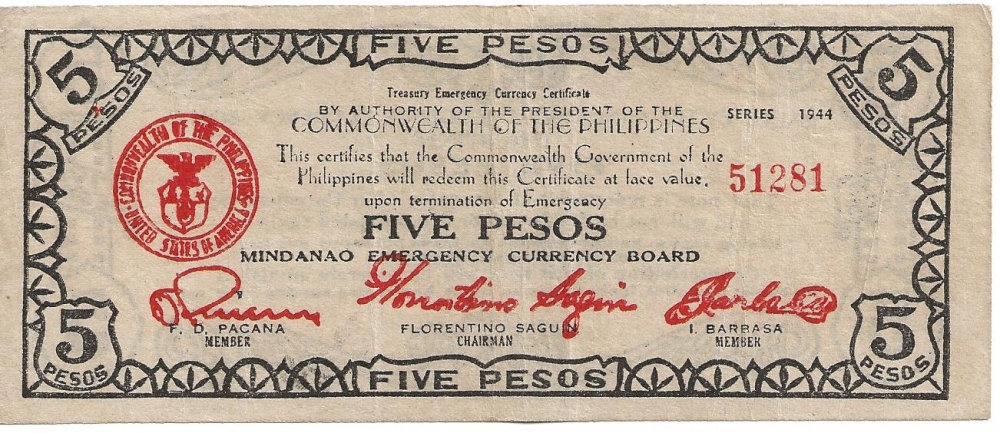 FIVE PESOS
5 PESOS
5 PESOS
Treasury Emergency Currency Certificate
BY AUTHORITY OF THE PRESIDENT OF THE
COMMONWEALTH OF THE PHILIPPINES
SERIES 1944
This certifies that the Commonwealth Government of the
Philippines will redeem this Certificate at face value,
upon termination of Emergency
51281
COMMONWEALTH OF THE PHILIPPINES
UNITED STATES OF AMERICA
FIVE PESOS
MINDANAO EMERGENCY CURRENCY BOARD
Florentino Saguin
F. D. PACANA
MEMBER
FLORENTINO SAGUIN
CHAIRMAN
I. BARBASA
MEMBER
5 PESOS
5 PESOS
FIVE PESOS